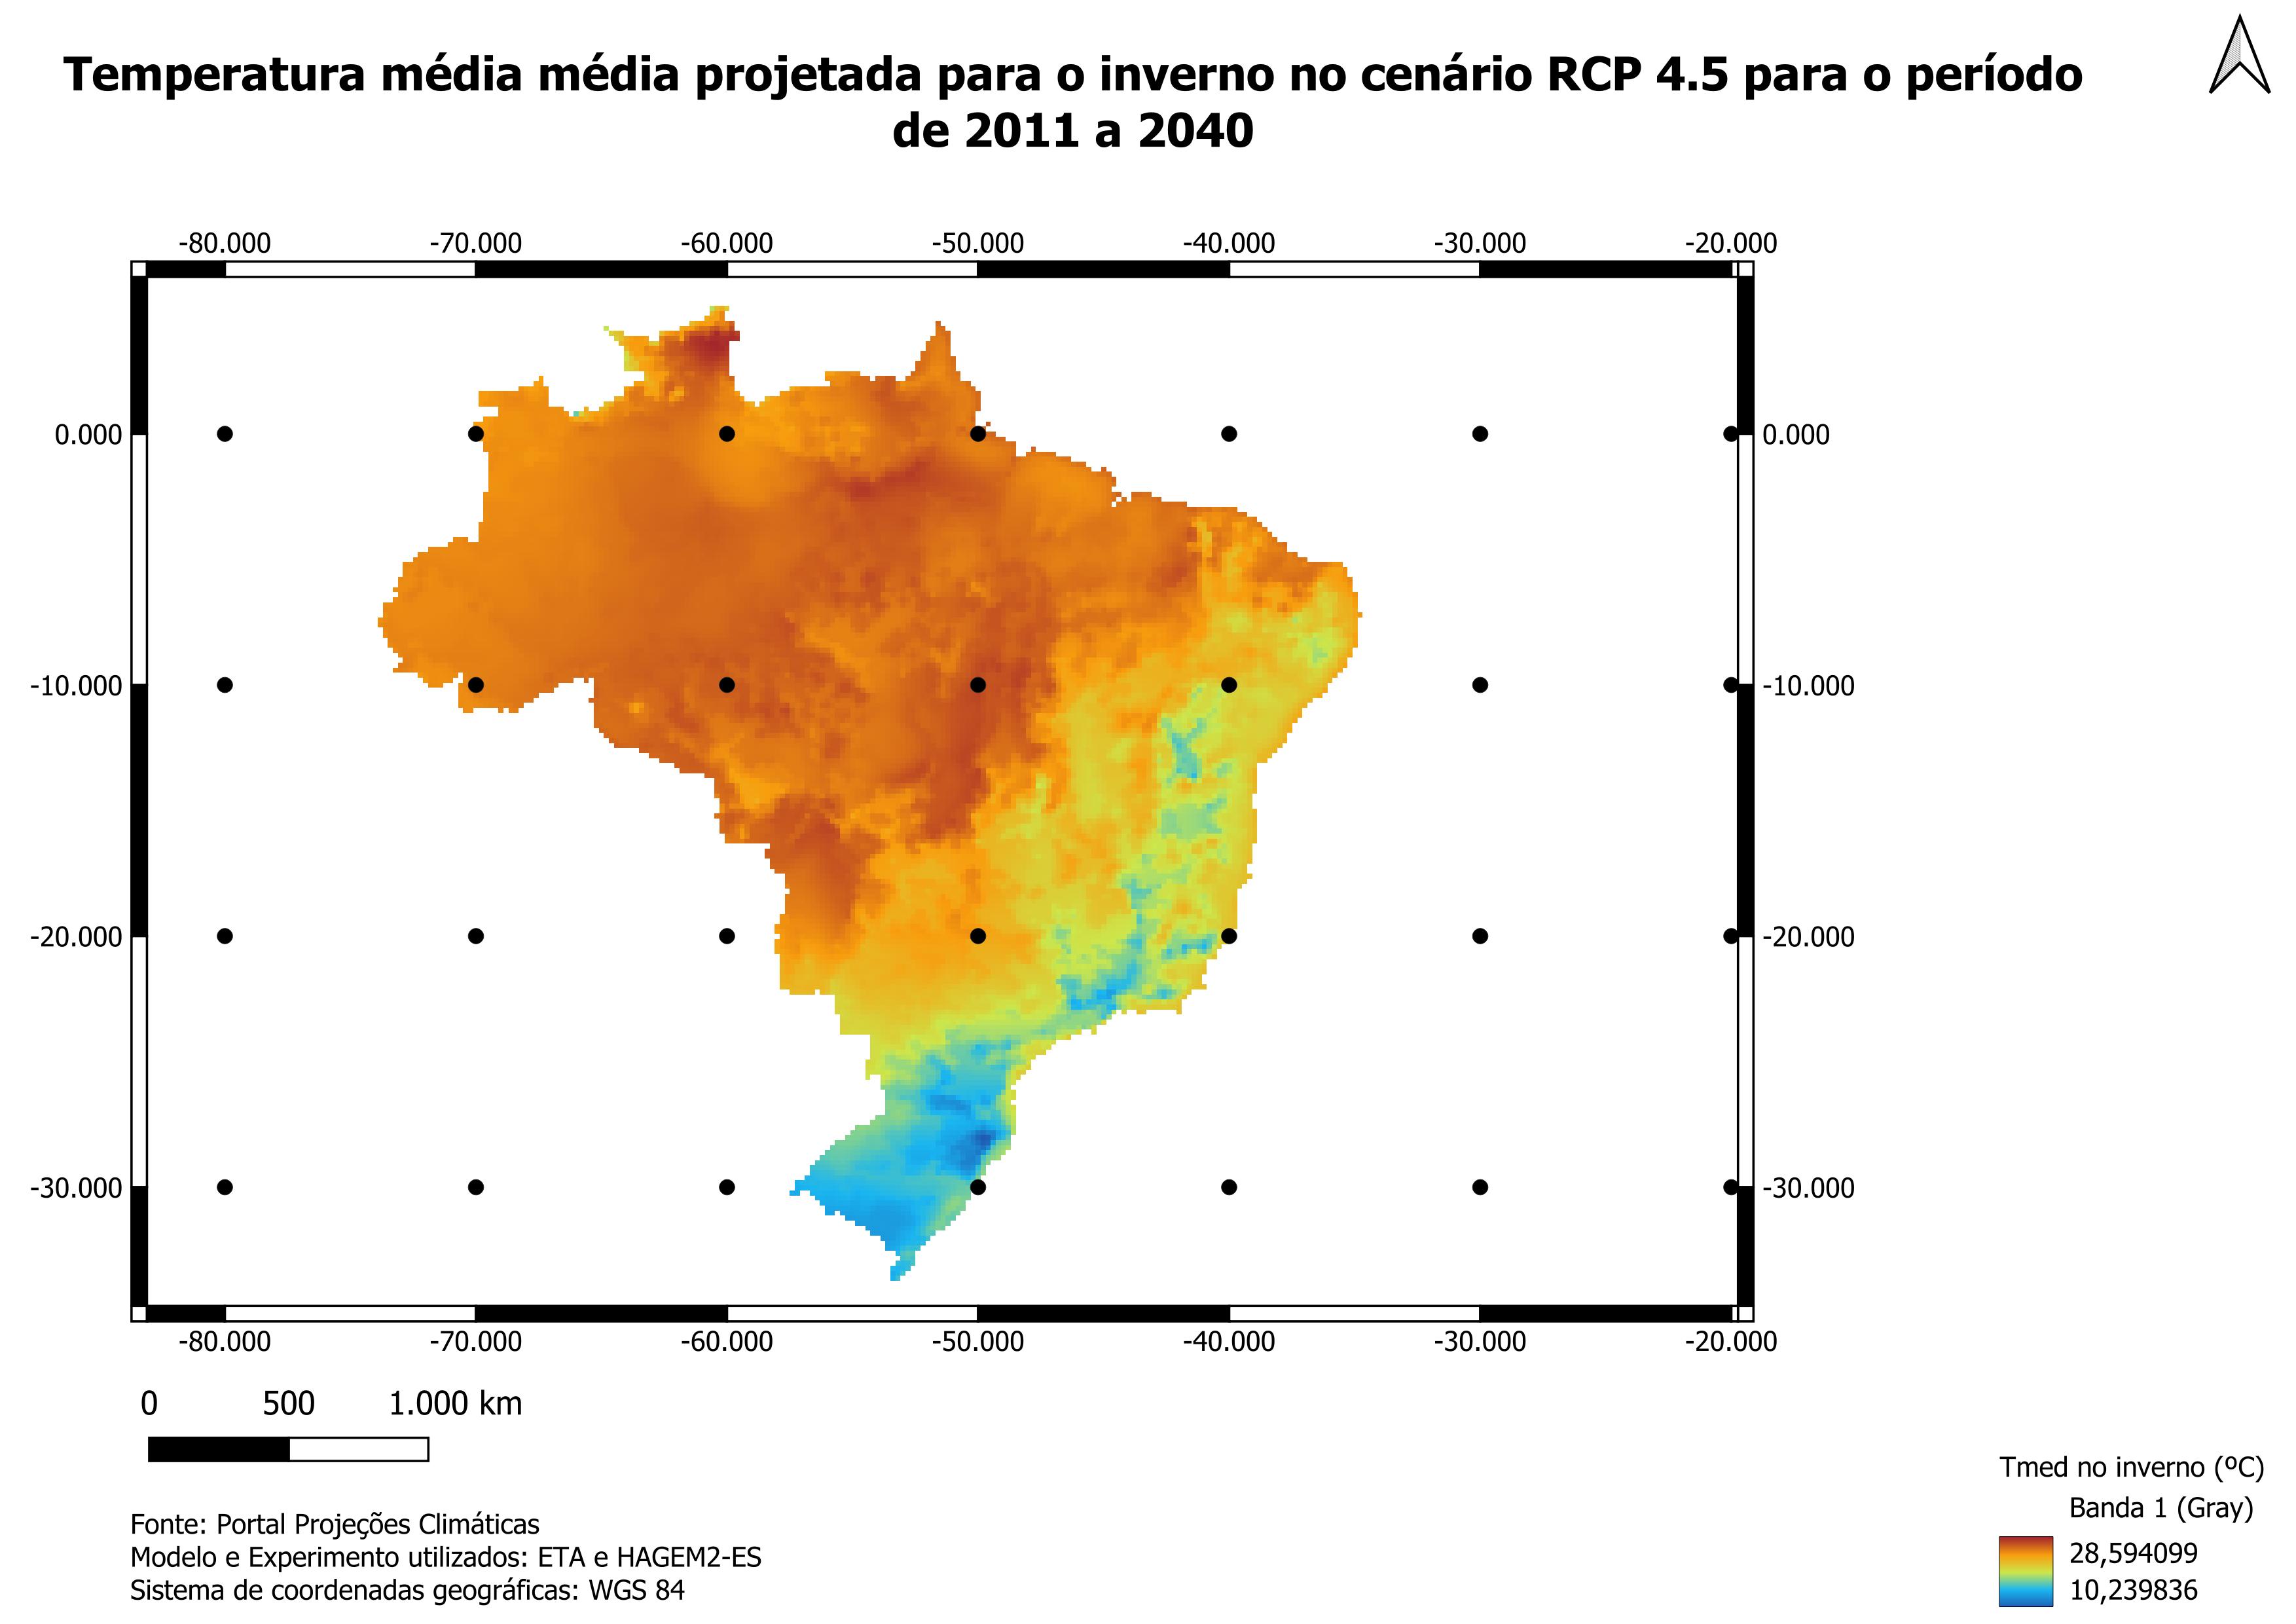 Temperatura média média projetada para o inverno no cenário RCP 4.5 para o período
de 2011 a 2040
-80.000 -70.000 -60.000 -50.000 -40.000 -30.000 -20.000
0.000 0.000
-10.000 -10.000
-20.000 -20.000
-30.000 -30.000
-80.000 -70.000 -60.000 -50.000 -40.000 -30.000 -20.000
0 500 1.000 km
Tmed no inverno (ºC)
Banda 1 (Gray)
28,594099
10,239836
Fonte: Portal Projeções Climáticas
Modelo e Experimento utilizados: ETA e HAGEM2-ES
Sistema de coordenadas geográficas: WGS 84